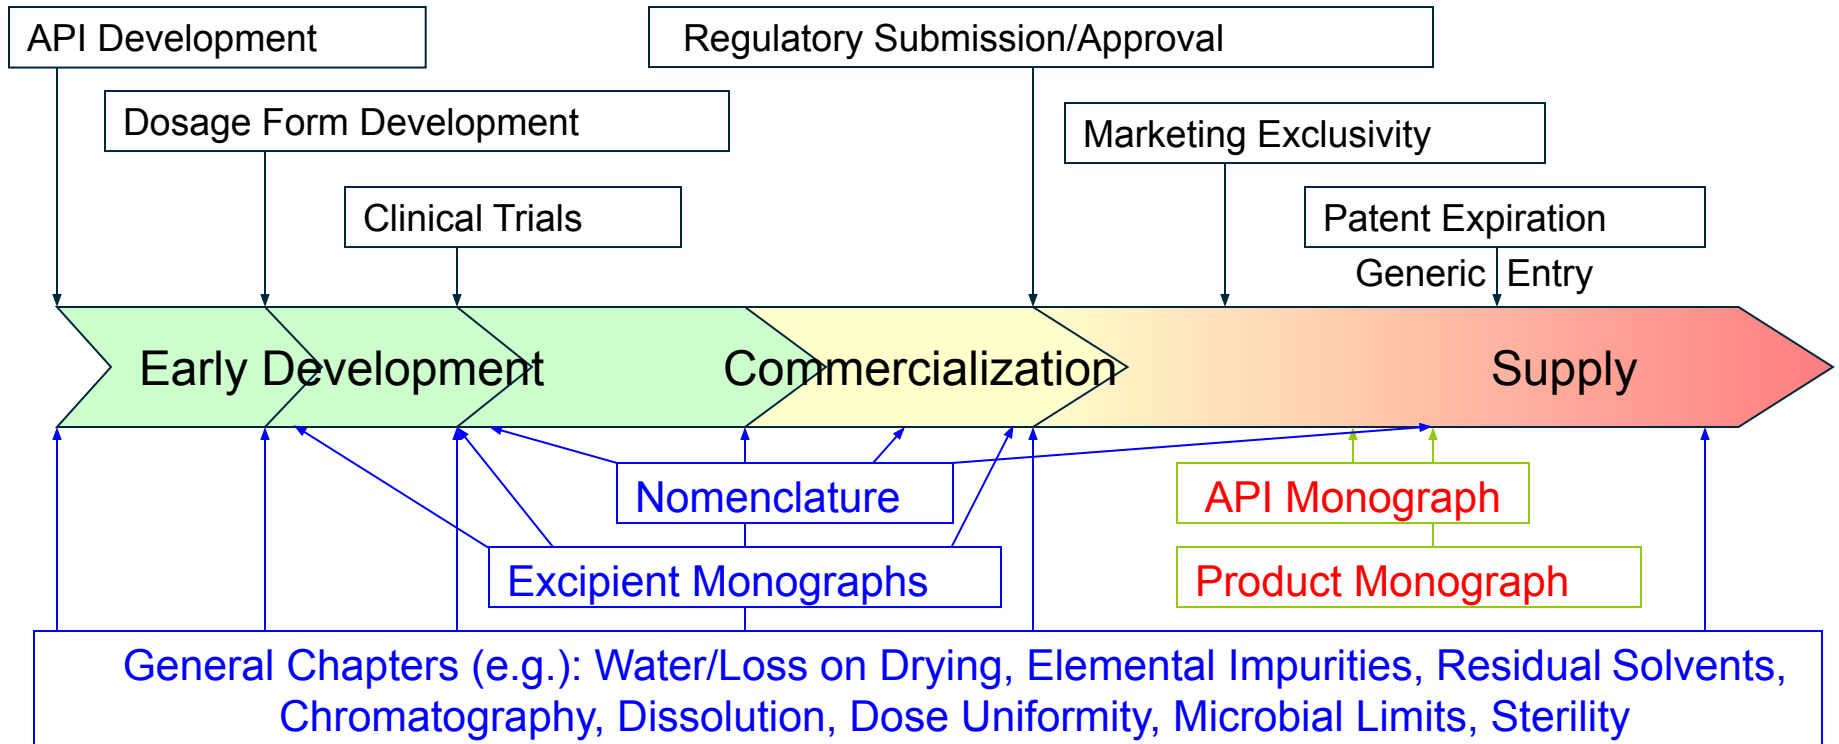 API Development
Regulatory Submission/Approval
Dosage Form Development
Marketing Exclusivity
Clinical Trials
Patent Expiration
Generic Entry
Early Development
Commercialization
Supply
Nomenclature
API Monograph
Excipient Monographs
Product Monograph
General Chapters (e.g.): Water/Loss on Drying, Elemental Impurities, Residual Solvents,
Chromatography, Dissolution, Dose Uniformity, Microbial Limits, Sterility